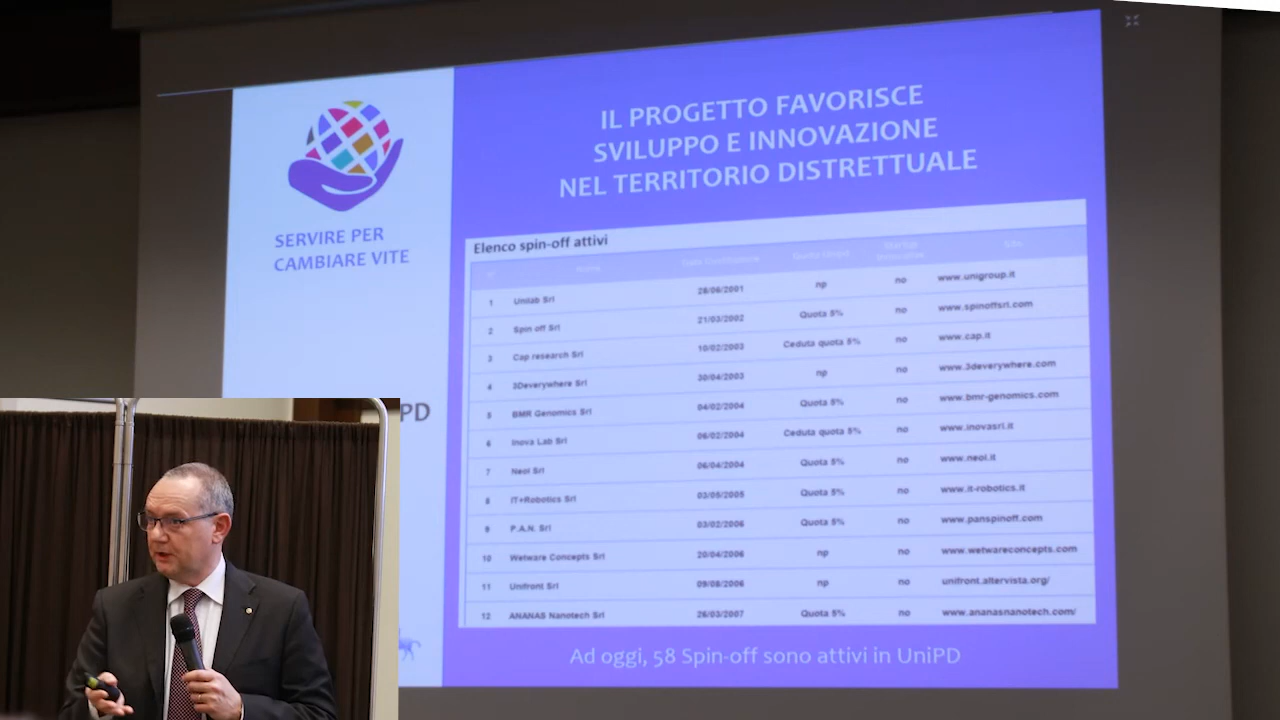 IL PROGETTO FAVORISCE
SVILUPPO E INNOVAZIONE
NEL TERRITORIO DISTRETTUALE
SERVIRE PER
CAMBIARE VITE
PD
Elenco spin-off attivi
1 Unilab Srl 28/06/2001 np no www.unigroup.it
2 Spin off Srl 21/03/2002 Quota 5% no www.spinoffsrl.com
3 Cap research Srl 10/02/2003 Ceduta quota 5% no www.cap.it
4 3Deverywhere Srl 30/04/2003 np no www.3deverywhere.com
5 BMR Genomics Srl 04/02/2004 Quota 5% no www.bmr-genomics.com
6 Inova Lab Srl 06/02/2004 Ceduta quota 5% no www.inovasrl.it
7 Neol Srl 06/04/2004 Quota 5% no www.neol.it
8 IT+Robotics Srl 03/05/2005 Quota 5% no www.it-robotics.it
9 P.A.N. Srl 03/02/2006 Quota 5% no www.panspinoff.com
10 Wetware Concepts Srl 20/04/2006 np no www.wetwareconcepts.com
11 Unifront Srl 09/08/2006 np no unifront.altervista.org/
12 ANANAS Nanotech Srl 26/03/2007 Quota 5% no www.ananasnanotech.com/
Ad oggi, 58 Spin-off sono attivi in UniPD